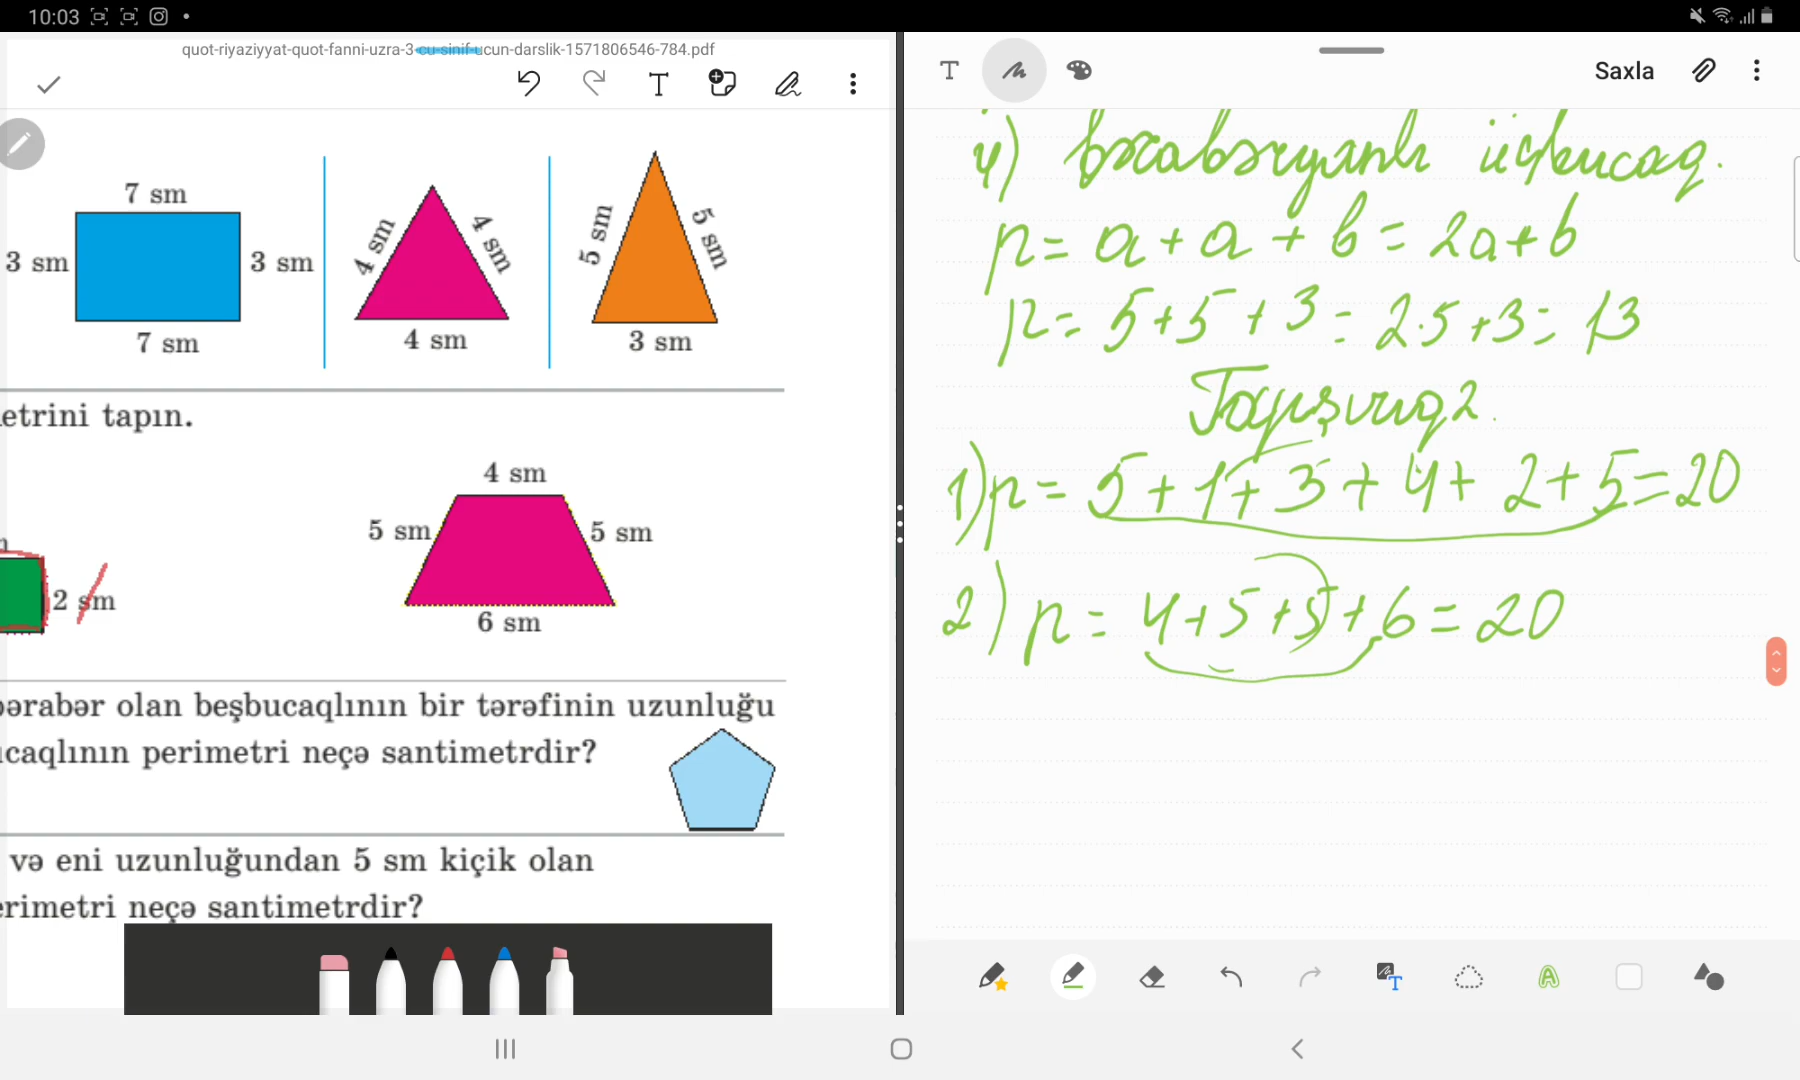 10:03
quot-riyaziyyat-quot-fanni-uzra-3-cu-sinif-ucun-darslik-1571806546-784.pdf
7 sm
3 sm
3 sm
7 sm
4 sm
4 sm
4 sm
5 sm
5 sm
3 sm
etrini tapın.
4 sm
5 sm
5 sm
6 sm
2 sm
bərabər olan beşbucaqlının bir tərəfinin uzunluğu
ucaqlının perimetri neçə santimetrdir?
və eni uzunluğundan 5 sm kiçik olan
erimetri neçə santimetrdir?
Saxla
4) bərabəryanlı üçbucaq.
p = a + a + b = 2a + b
p = 5 + 5 + 3 = 2·5 + 3 = 13
Tapşırıq 2.
1) p = 5 + 1 + 3 + 4 + 2 + 5 = 20
2) p = 4 + 5 + 5 + 6 = 20